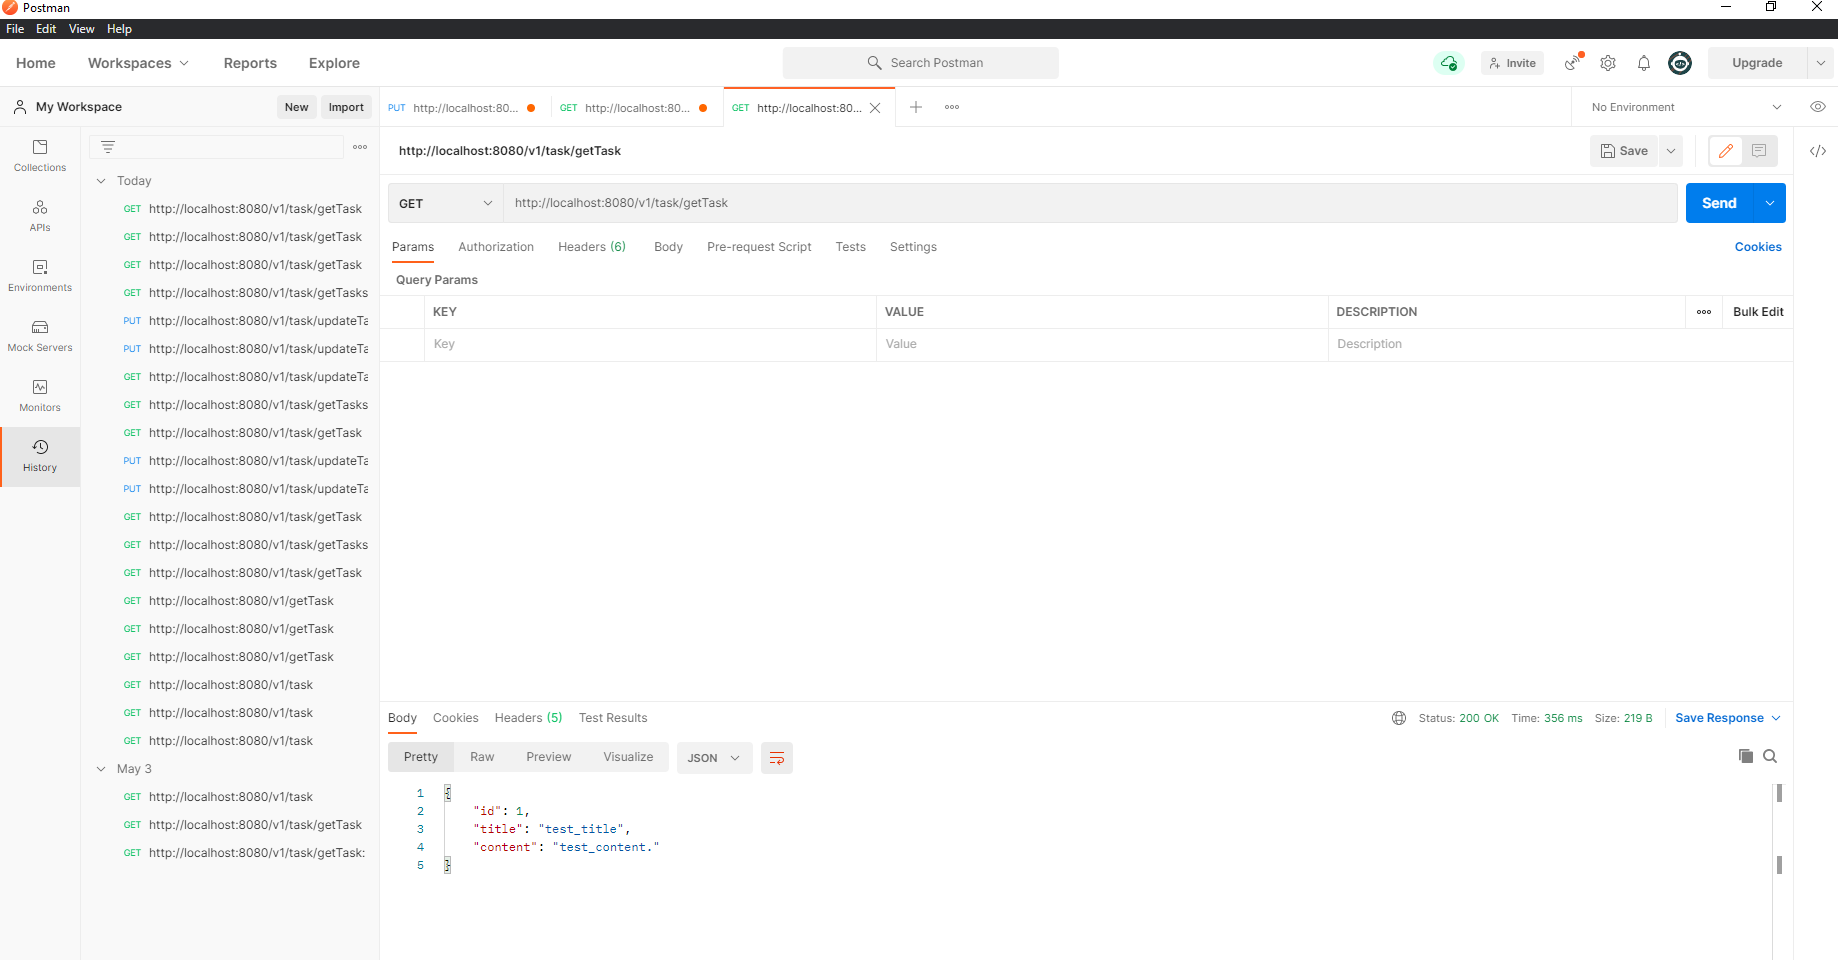 Postman
File Edit View Help
Home Workspaces Reports Explore Search Postman Invite Upgrade
My Workspace New Import
PUT http://localhost:80... GET http://localhost:80... GET http://localhost:80... No Environment
Collections
APIs
Environments
Mock Servers
Monitors
History
Today
GET http://localhost:8080/v1/task/getTask
GET http://localhost:8080/v1/task/getTask
GET http://localhost:8080/v1/task/getTask
GET http://localhost:8080/v1/task/getTasks
PUT http://localhost:8080/v1/task/updateTa
PUT http://localhost:8080/v1/task/updateTa
GET http://localhost:8080/v1/task/updateTa
GET http://localhost:8080/v1/task/getTasks
GET http://localhost:8080/v1/task/getTask
PUT http://localhost:8080/v1/task/updateTa
PUT http://localhost:8080/v1/task/updateTa
GET http://localhost:8080/v1/task/getTask
GET http://localhost:8080/v1/task/getTasks
GET http://localhost:8080/v1/task/getTask
GET http://localhost:8080/v1/getTask
GET http://localhost:8080/v1/getTask
GET http://localhost:8080/v1/getTask
GET http://localhost:8080/v1/task
GET http://localhost:8080/v1/task
GET http://localhost:8080/v1/task
May 3
GET http://localhost:8080/v1/task
GET http://localhost:8080/v1/task/getTask
GET http://localhost:8080/v1/task/getTask:
http://localhost:8080/v1/task/getTask Save
GET http://localhost:8080/v1/task/getTask Send
Params Authorization Headers (6) Body Pre-request Script Tests Settings Cookies
Query Params
KEY VALUE DESCRIPTION Bulk Edit
Key Value Description
Body Cookies Headers (5) Test Results Status: 200 OK Time: 356 ms Size: 219 B Save Response
Pretty Raw Preview Visualize JSON
1 {
2 "id": 1,
3 "title": "test_title",
4 "content": "test_content."
5 }